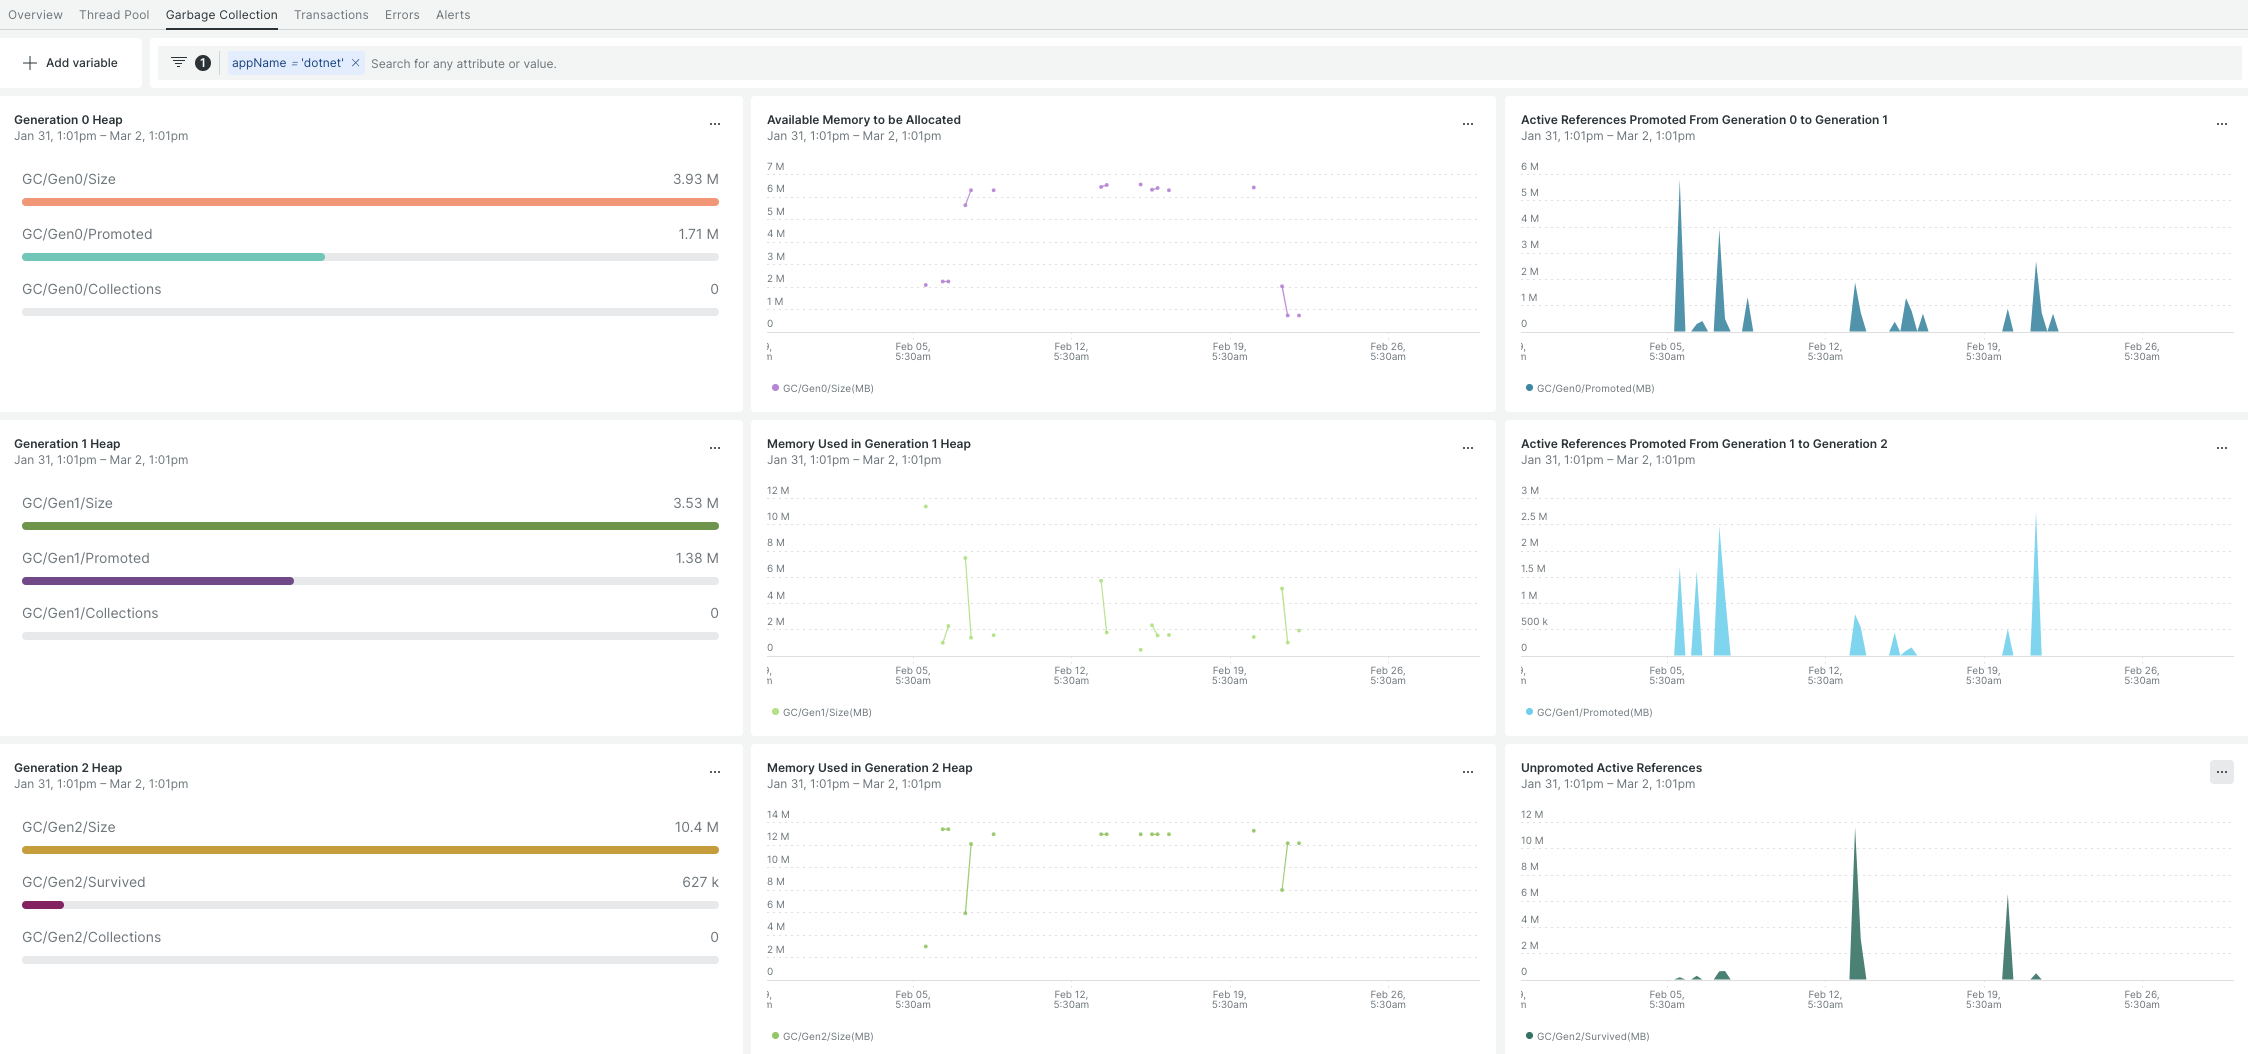 Overview Thread Pool Garbage Collection Transactions Errors Alerts
Add variable
1 appName = 'dotnet' × Search for any attribute or value.
Generation 0 Heap
Jan 31, 1:01pm – Mar 2, 1:01pm
...
GC/Gen0/Size 3.93 M
GC/Gen0/Promoted 1.71 M
GC/Gen0/Collections 0
Available Memory to be Allocated
Jan 31, 1:01pm – Mar 2, 1:01pm
...
7 M
6 M
5 M
4 M
3 M
2 M
1 M
0
Feb 05, Feb 12, Feb 19, Feb 26,
5:30am 5:30am 5:30am 5:30am
GC/Gen0/Size(MB)
Active References Promoted From Generation 0 to Generation 1
Jan 31, 1:01pm – Mar 2, 1:01pm
...
6 M
5 M
4 M
3 M
2 M
1 M
0
Feb 05, Feb 12, Feb 19, Feb 26,
5:30am 5:30am 5:30am 5:30am
GC/Gen0/Promoted(MB)
Generation 1 Heap
Jan 31, 1:01pm – Mar 2, 1:01pm
...
GC/Gen1/Size 3.53 M
GC/Gen1/Promoted 1.38 M
GC/Gen1/Collections 0
Memory Used in Generation 1 Heap
Jan 31, 1:01pm – Mar 2, 1:01pm
...
12 M
10 M
8 M
6 M
4 M
2 M
0
Feb 05, Feb 12, Feb 19, Feb 26,
5:30am 5:30am 5:30am 5:30am
GC/Gen1/Size(MB)
Active References Promoted From Generation 1 to Generation 2
Jan 31, 1:01pm – Mar 2, 1:01pm
...
3 M
2.5 M
2 M
1.5 M
1 M
500 k
0
Feb 05, Feb 12, Feb 19, Feb 26,
5:30am 5:30am 5:30am 5:30am
GC/Gen1/Promoted(MB)
Generation 2 Heap
Jan 31, 1:01pm – Mar 2, 1:01pm
...
GC/Gen2/Size 10.4 M
GC/Gen2/Survived 627 k
GC/Gen2/Collections 0
Memory Used in Generation 2 Heap
Jan 31, 1:01pm – Mar 2, 1:01pm
...
14 M
12 M
10 M
8 M
6 M
4 M
2 M
0
Feb 05, Feb 12, Feb 19, Feb 26,
5:30am 5:30am 5:30am 5:30am
GC/Gen2/Size(MB)
Unpromoted Active References
Jan 31, 1:01pm – Mar 2, 1:01pm
...
12 M
10 M
8 M
6 M
4 M
2 M
0
Feb 05, Feb 12, Feb 19, Feb 26,
5:30am 5:30am 5:30am 5:30am
GC/Gen2/Survived(MB)